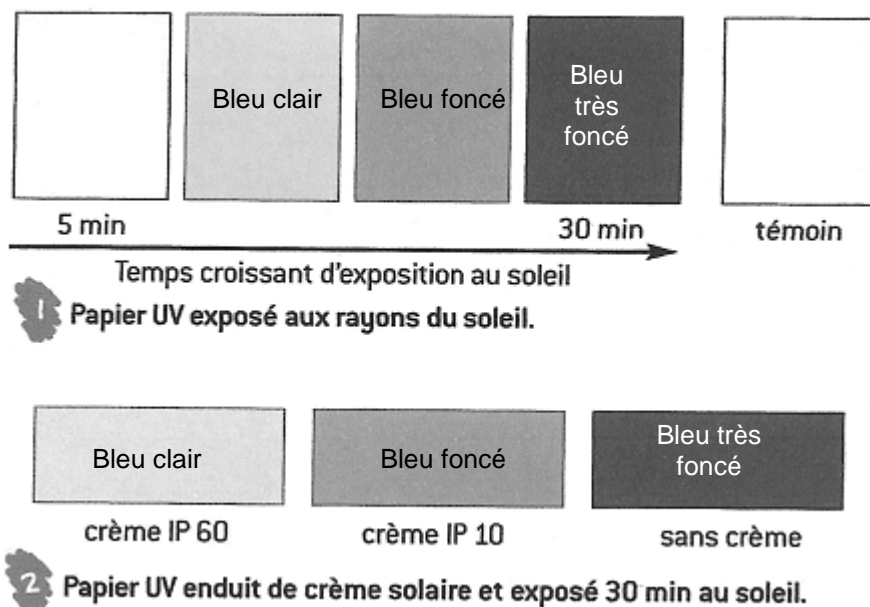 Bleu clair
Bleu foncé
Bleu
très
foncé
5 min
30 min
témoin
Temps croissant d'exposition au soleil
1 Papier UV exposé aux rayons du soleil.
Bleu clair
Bleu foncé
Bleu très
foncé
crème IP 60
crème IP 10
sans crème
2 Papier UV enduit de crème solaire et exposé 30 min au soleil.